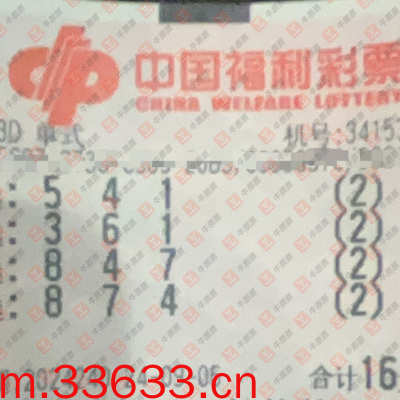 中国福利彩票
CHINA WELFARE LOTTERY
3D 单式 机号:34153
5 4 1 (2)
3 6 1 (2)
8 4 7 (2)
8 7 4 (2)
合计16
m.33633.cn